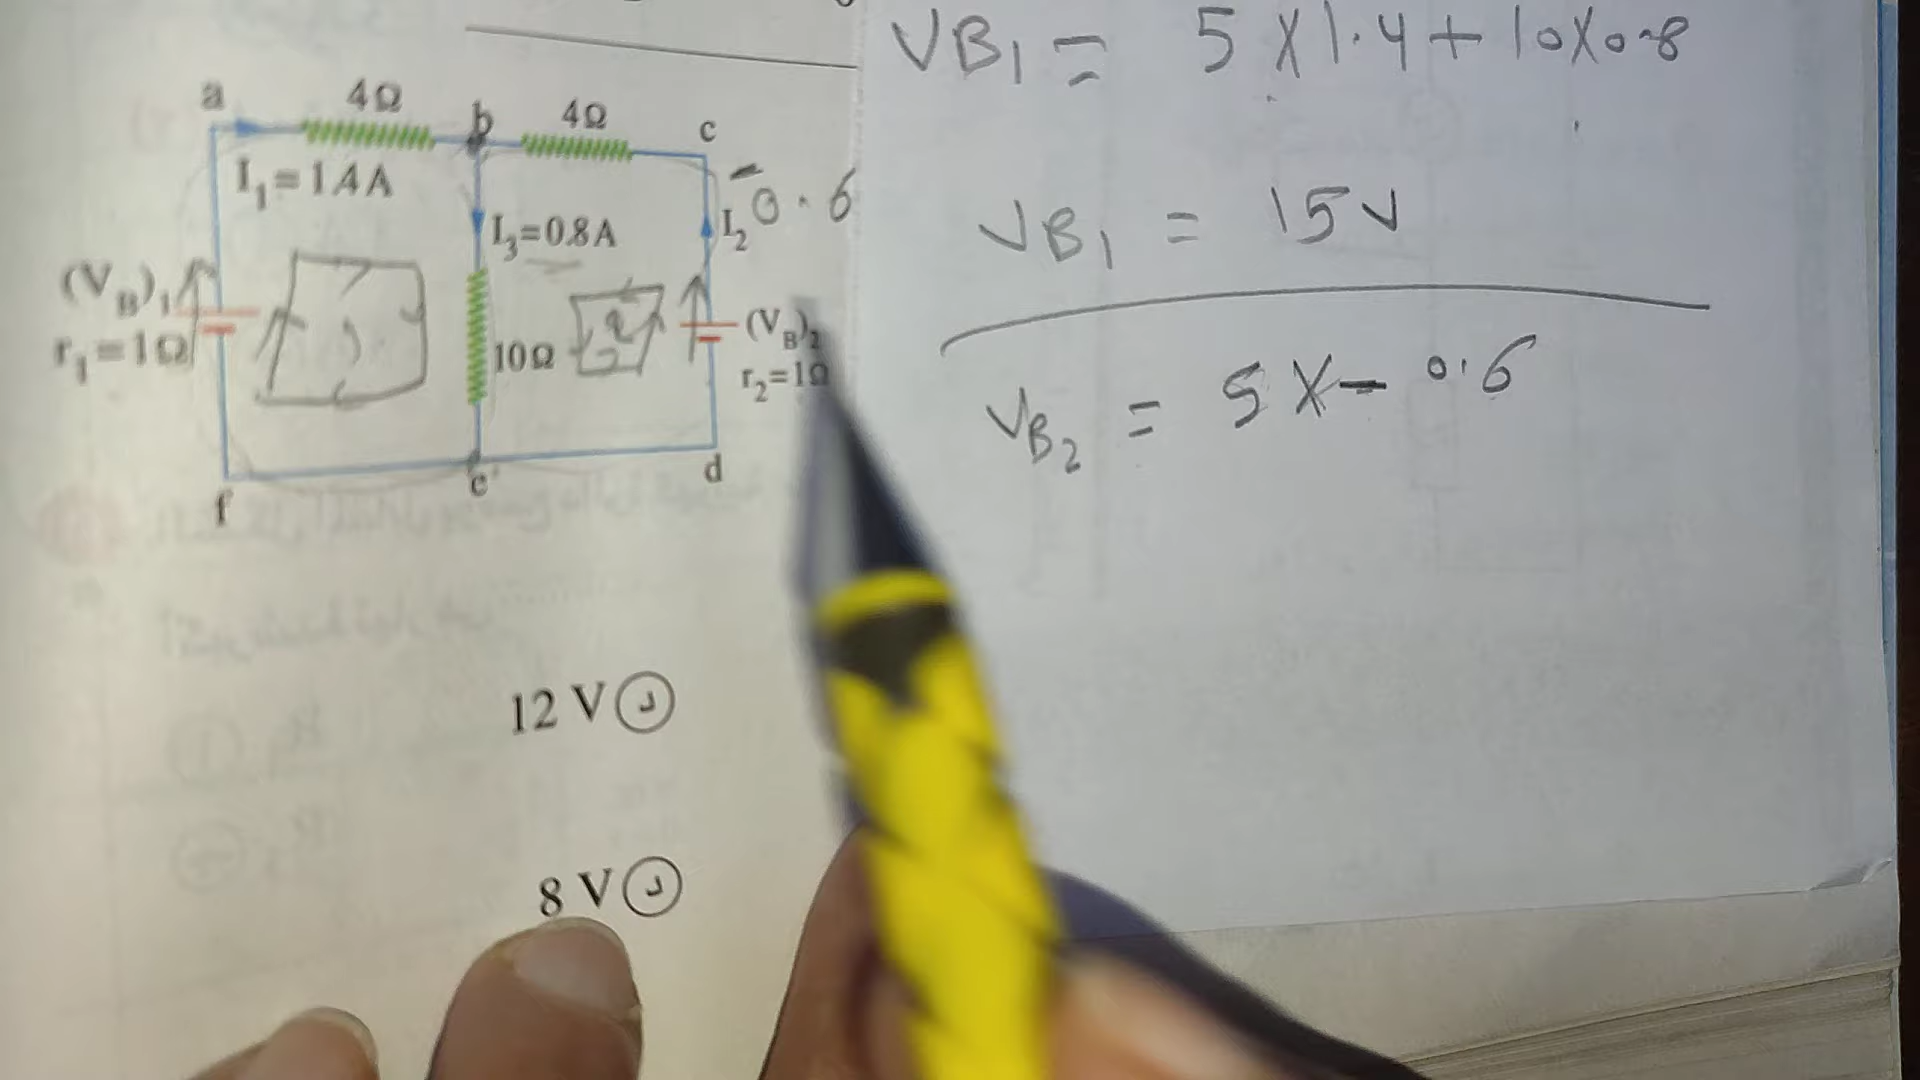 VB1 = 5 X 1.4 + 10 X 0.8
a
4Ω
b
4Ω
c
I1=1.4A
-0.6
I3=0.8A
I2
VB1 = 15V
(VB)1
r1=1Ω
10Ω
2
(VB)2
r2=1Ω
VB2 = 5 X - 0.6
f
e
d
12 V د
8 V د